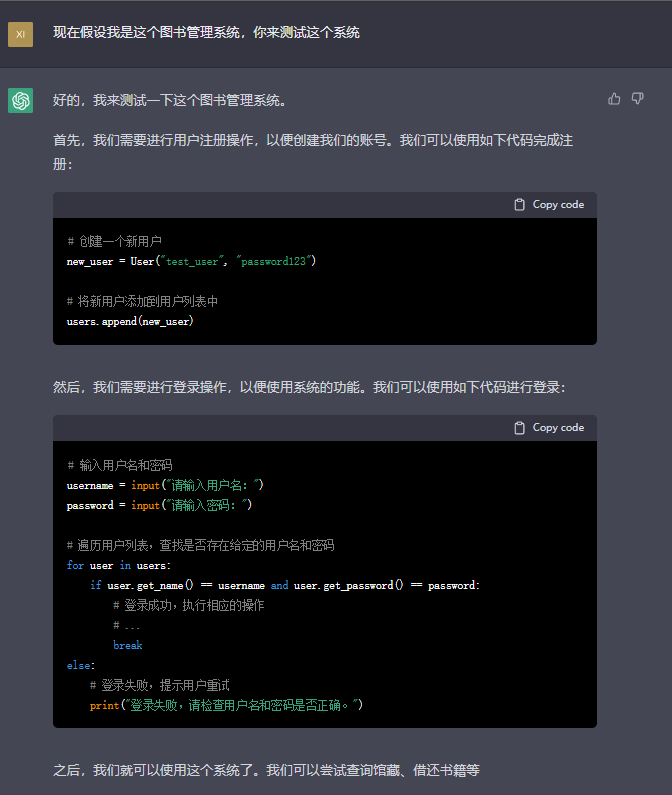 XI
现在假设我是这个图书管理系统，你来测试这个系统
好的，我来测试一下这个图书管理系统。
首先，我们需要进行用户注册操作，以便创建我们的账号。我们可以使用如下代码完成注
册：
Copy code
# 创建一个新用户
new_user = User("test_user", "password123")
# 将新用户添加到用户列表中
users.append(new_user)
然后，我们需要进行登录操作，以便使用系统的功能。我们可以使用如下代码进行登录：
Copy code
# 输入用户名和密码
username = input("请输入用户名：")
password = input("请输入密码：")
# 遍历用户列表，查找是否存在给定的用户名和密码
for user in users:
    if user.get_name() == username and user.get_password() == password:
        # 登录成功，执行相应的操作
        # ...
        break
else:
    # 登录失败，提示用户重试
    print("登录失败，请检查用户名和密码是否正确。")
之后，我们就可以使用这个系统了。我们可以尝试查询馆藏、借还书籍等